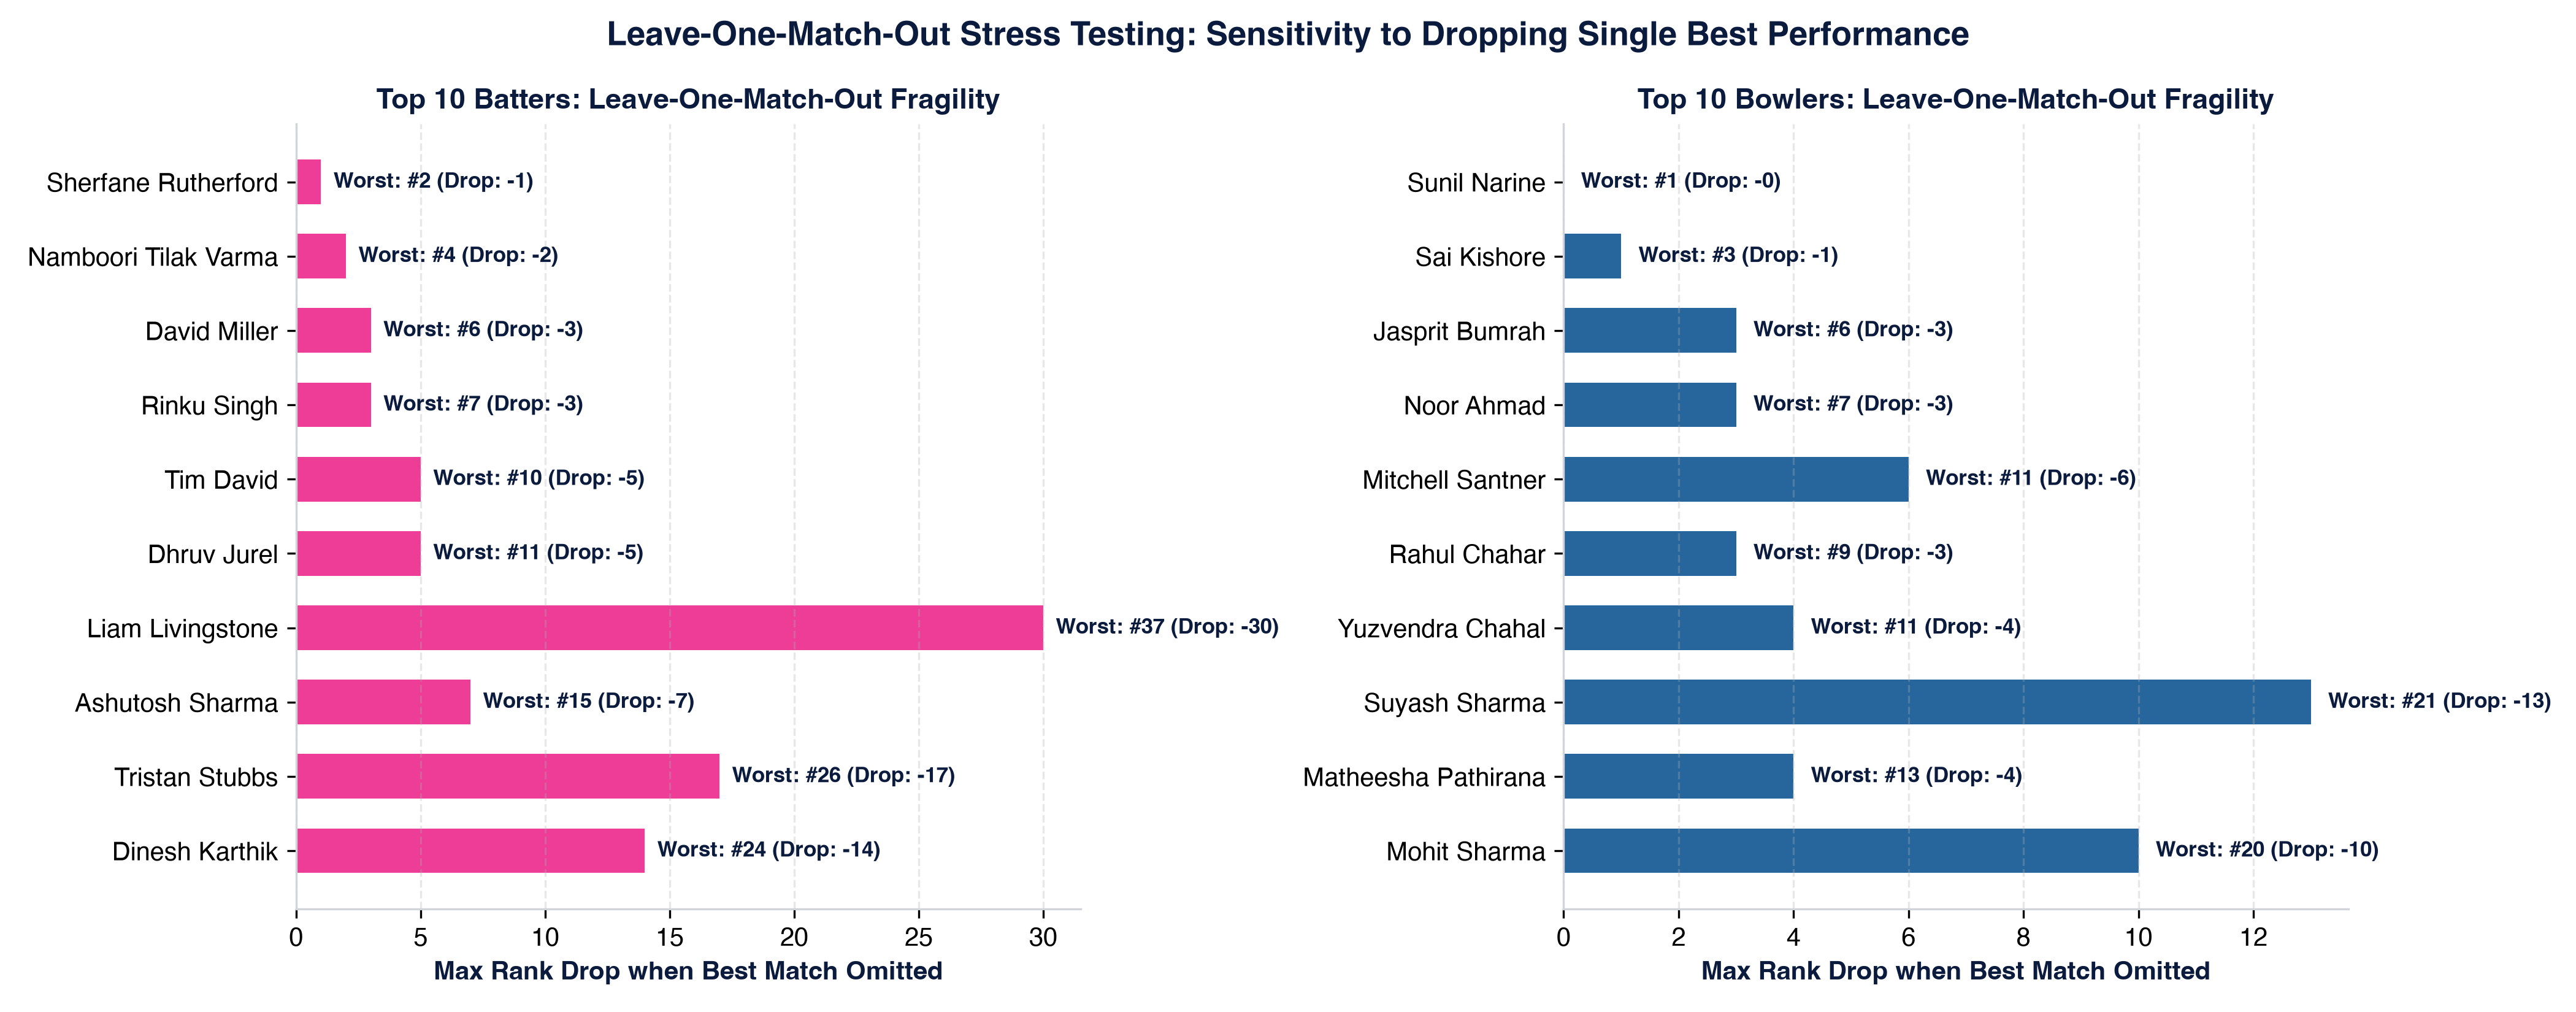 Leave-One-Match-Out Stress Testing: Sensitivity to Dropping Single Best Performance
Top 10 Batters: Leave-One-Match-Out Fragility
Sherfane Rutherford Worst: #2 (Drop: -1)
Namboori Tilak Varma Worst: #4 (Drop: -2)
David Miller Worst: #6 (Drop: -3)
Rinku Singh Worst: #7 (Drop: -3)
Tim David Worst: #10 (Drop: -5)
Dhruv Jurel Worst: #11 (Drop: -5)
Liam Livingstone Worst: #37 (Drop: -30)
Ashutosh Sharma Worst: #15 (Drop: -7)
Tristan Stubbs Worst: #26 (Drop: -17)
Dinesh Karthik Worst: #24 (Drop: -14)
0 5 10 15 20 25 30
Max Rank Drop when Best Match Omitted
Top 10 Bowlers: Leave-One-Match-Out Fragility
Sunil Narine Worst: #1 (Drop: -0)
Sai Kishore Worst: #3 (Drop: -1)
Jasprit Bumrah Worst: #6 (Drop: -3)
Noor Ahmad Worst: #7 (Drop: -3)
Mitchell Santner Worst: #11 (Drop: -6)
Rahul Chahar Worst: #9 (Drop: -3)
Yuzvendra Chahal Worst: #11 (Drop: -4)
Suyash Sharma Worst: #21 (Drop: -13)
Matheesha Pathirana Worst: #13 (Drop: -4)
Mohit Sharma Worst: #20 (Drop: -10)
0 2 4 6 8 10 12
Max Rank Drop when Best Match Omitted